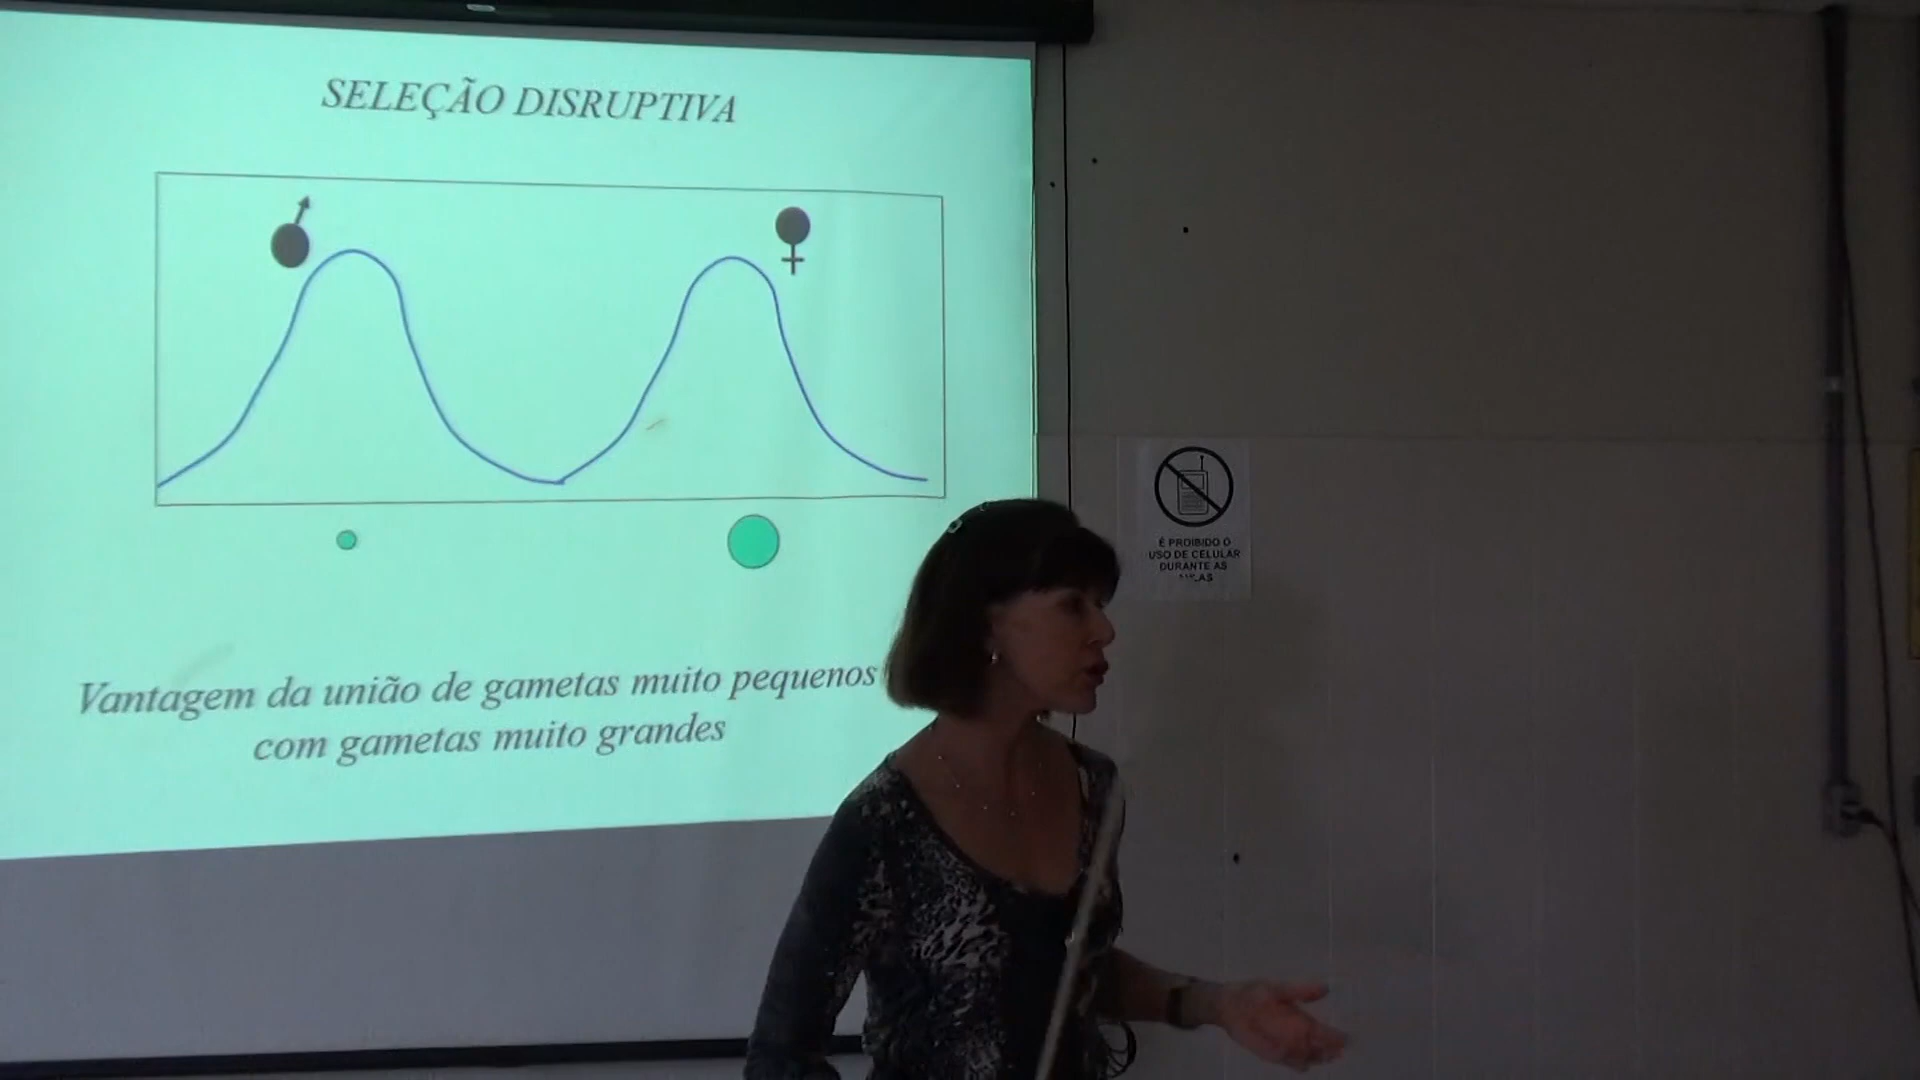 SELEÇÃO DISRUPTIVA
Vantagem da união de gametas muito pequenos
com gametas muito grandes
É PROIBIDO O
USO DE CELULAR
DURANTE AS